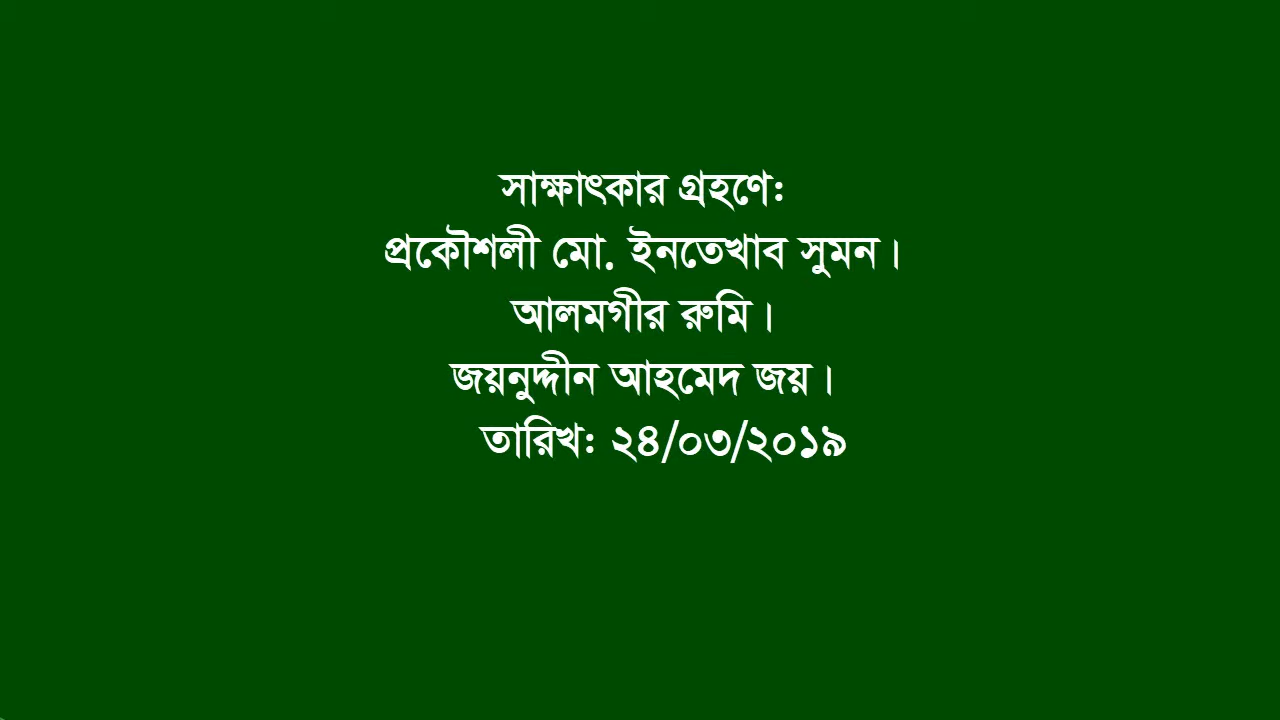 সাক্ষাৎকার গ্রহণে:
প্রকৌশলী মো. ইনতেখাব সুমন।
আলমগীর রুমি।
জয়নুদ্দীন আহমেদ জয়।
তারিখ: ২৪/০৩/২০১৯